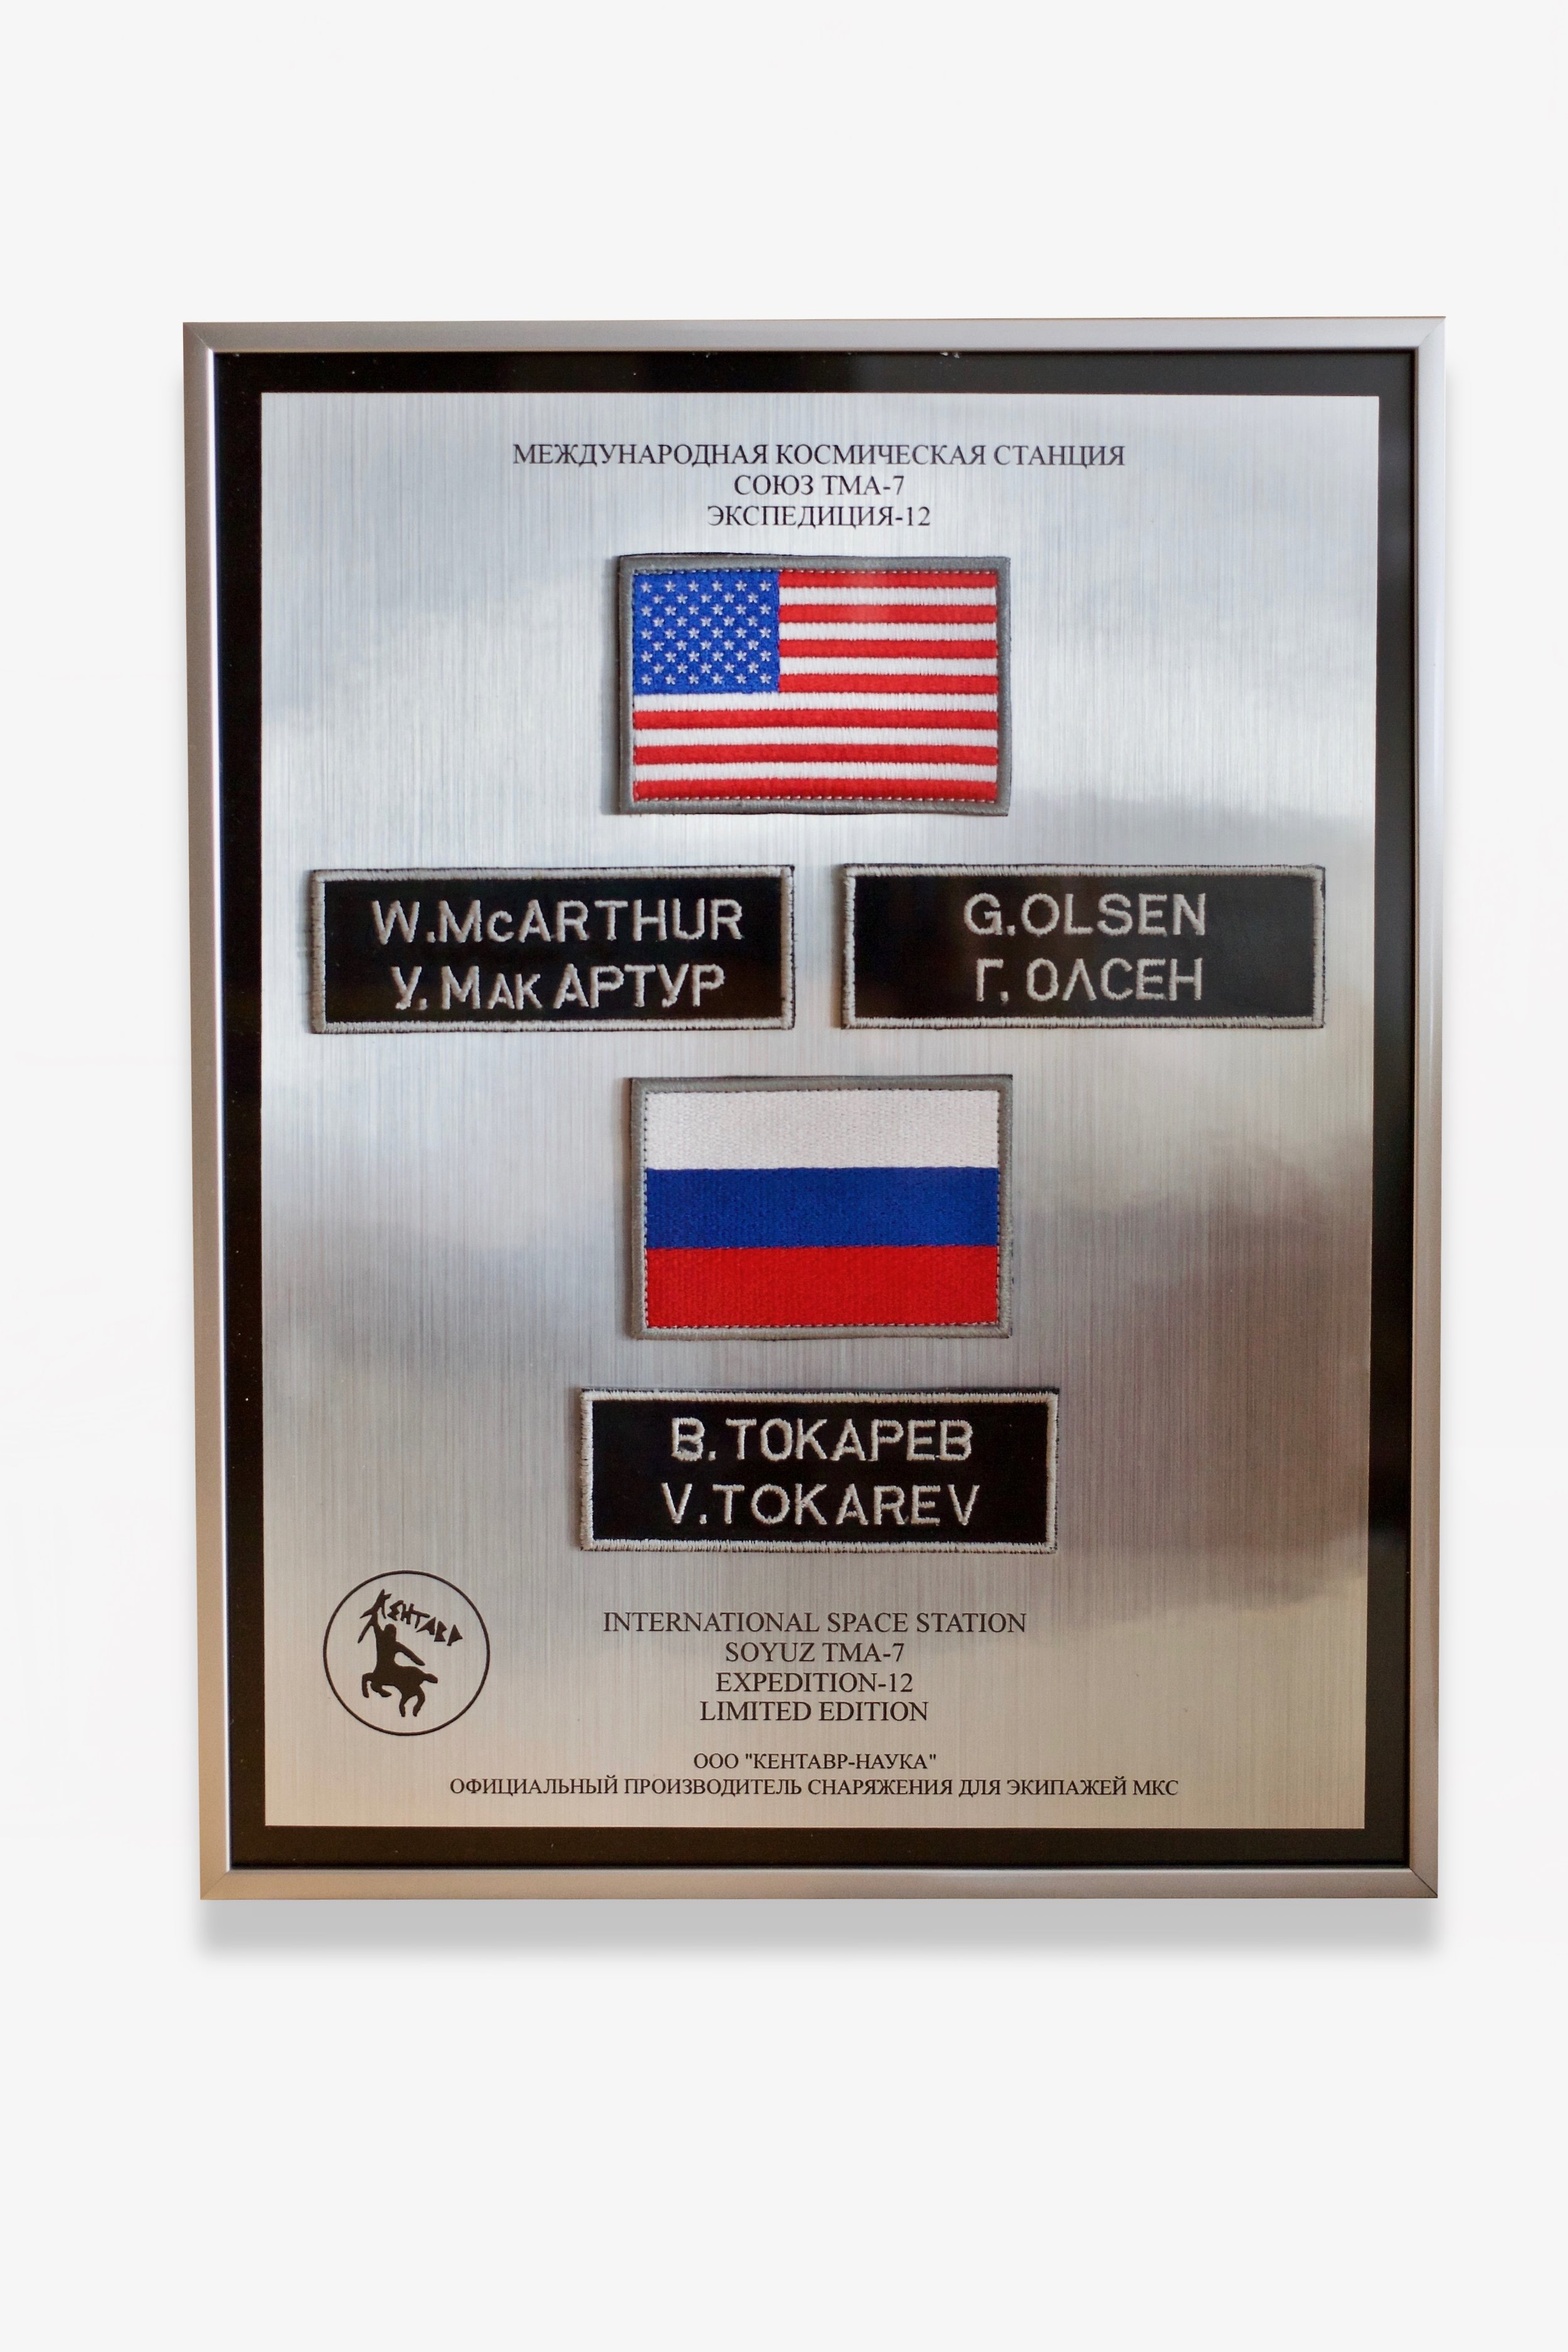 МЕЖДУНАРОДНАЯ КОСМИЧЕСКАЯ СТАНЦИЯ
СОЮЗ ТМА-7
ЭКСПЕДИЦИЯ-12
W.McARTHUR
У. Мак АРТУР
G.OLSEN
Г. ОЛСЕН
В.ТОКАРЕВ
V.TOKAREV
КЕНТАВР
INTERNATIONAL SPACE STATION
SOYUZ TMA-7
EXPEDITION-12
LIMITED EDITION
ООО "КЕНТАВР-НАУКА"
ОФИЦИАЛЬНЫЙ ПРОИЗВОДИТЕЛЬ СНАРЯЖЕНИЯ ДЛЯ ЭКИПАЖЕЙ МКС